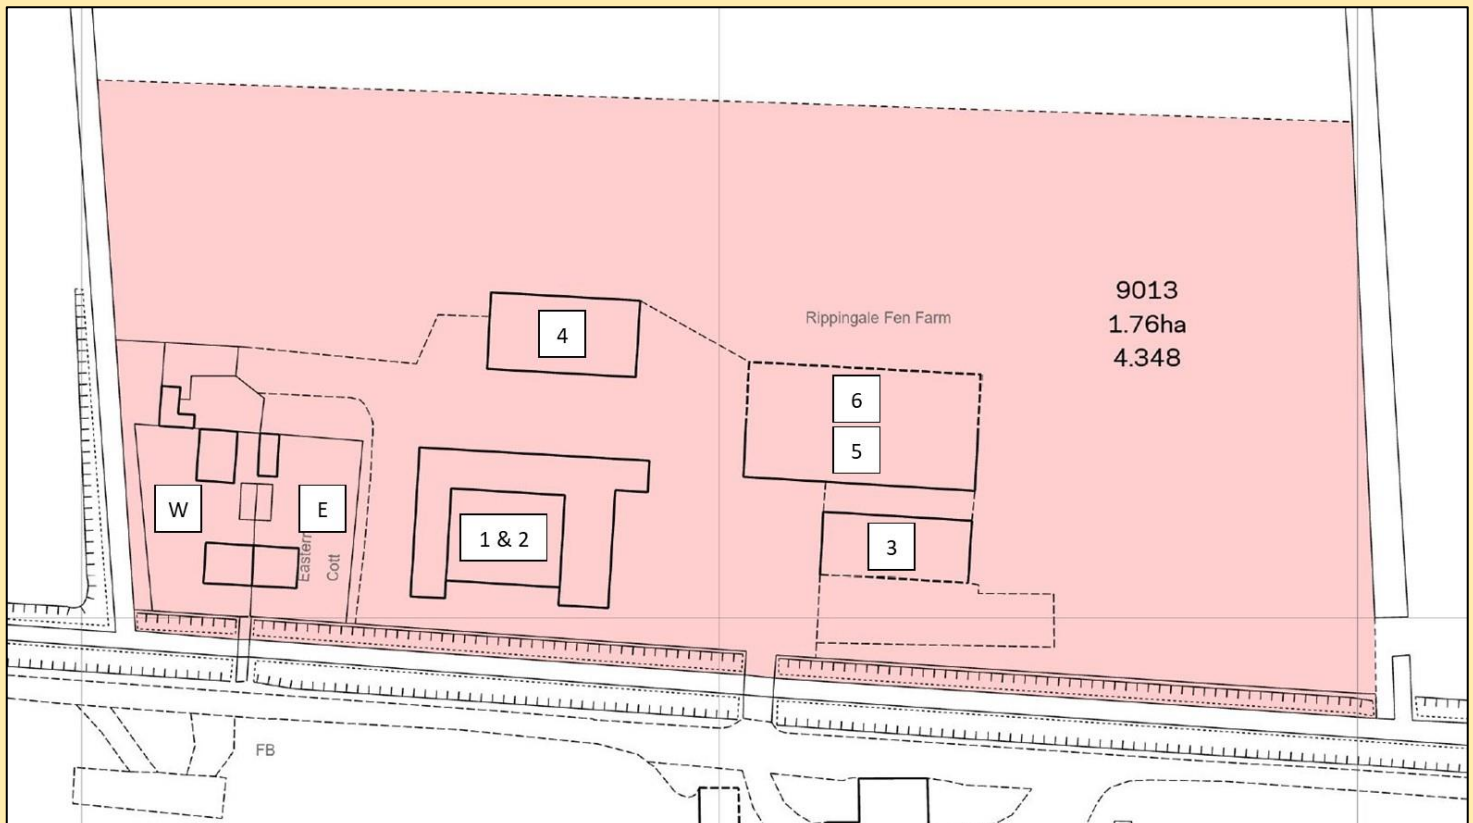 9013
1.76ha
4.348
Rippingale Fen Farm
4
6
5
W
E
1 & 2
3
Eastern
Cott
FB